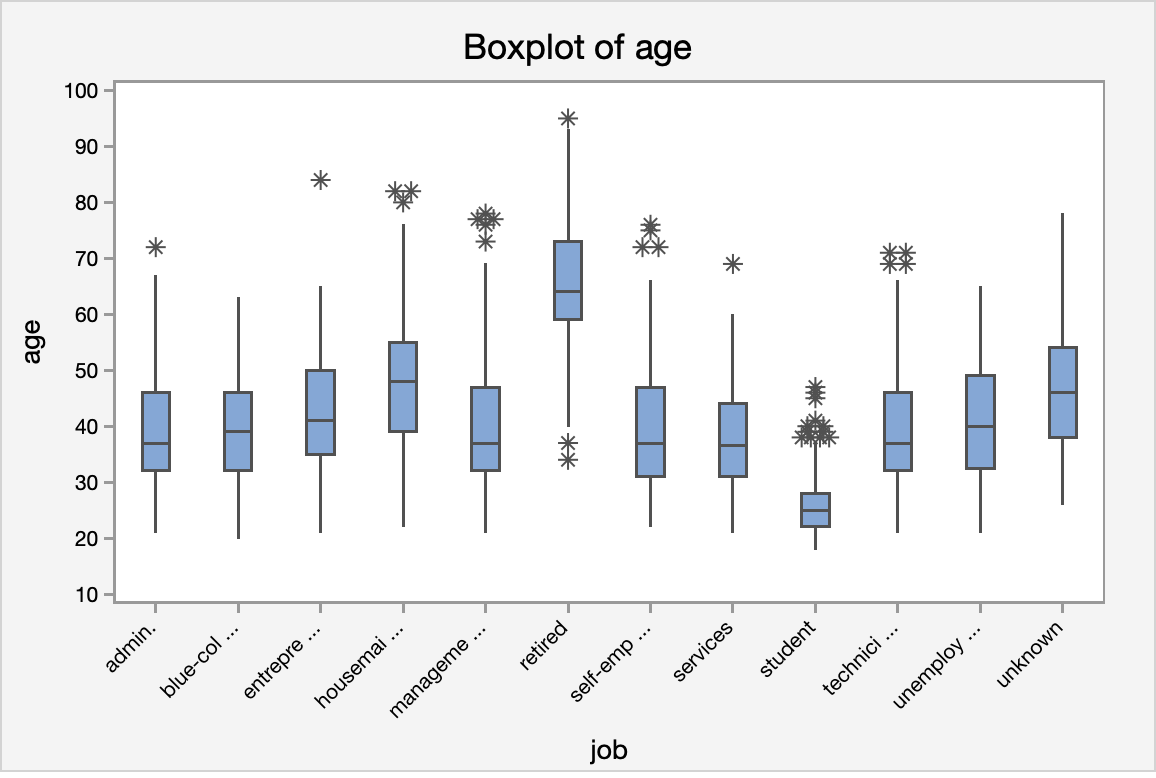 Boxplot of age
100
90
80
70
60
50
40
30
20
10
age
admin.
blue-col ...
entrepre ...
housemai ...
manageme ...
retired
self-emp ...
services
student
technici ...
unemploy ...
unknown
job